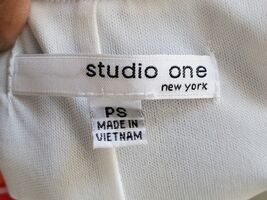 studio one
new york
PS
MADE IN
VIETNAM